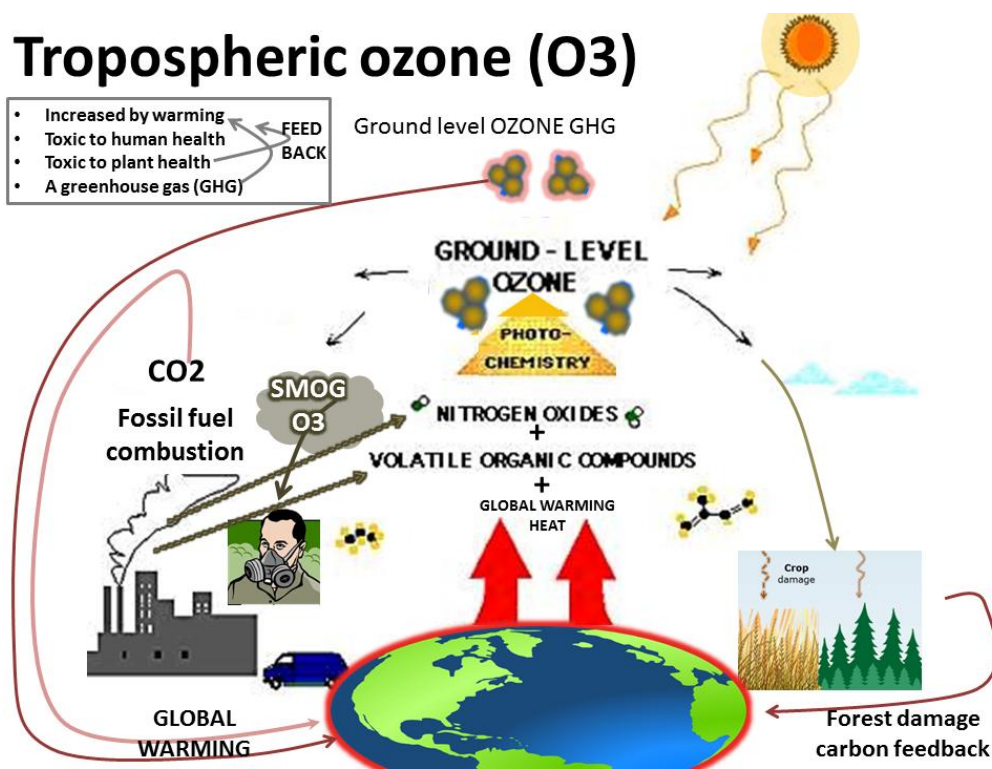 Tropospheric ozone (O3)
• Increased by warming
• Toxic to human health
• Toxic to plant health
• A greenhouse gas (GHG)
FEED
BACK
Ground level OZONE GHG
GROUND - LEVEL
OZONE
PHOTO-
CHEMISTRY
CO2
Fossil fuel
combustion
SMOG
O3
NITROGEN OXIDES
+
VOLATILE ORGANIC COMPOUNDS
+
GLOBAL WARMING
HEAT
Crop
damage
GLOBAL
WARMING
Forest damage
carbon feedback